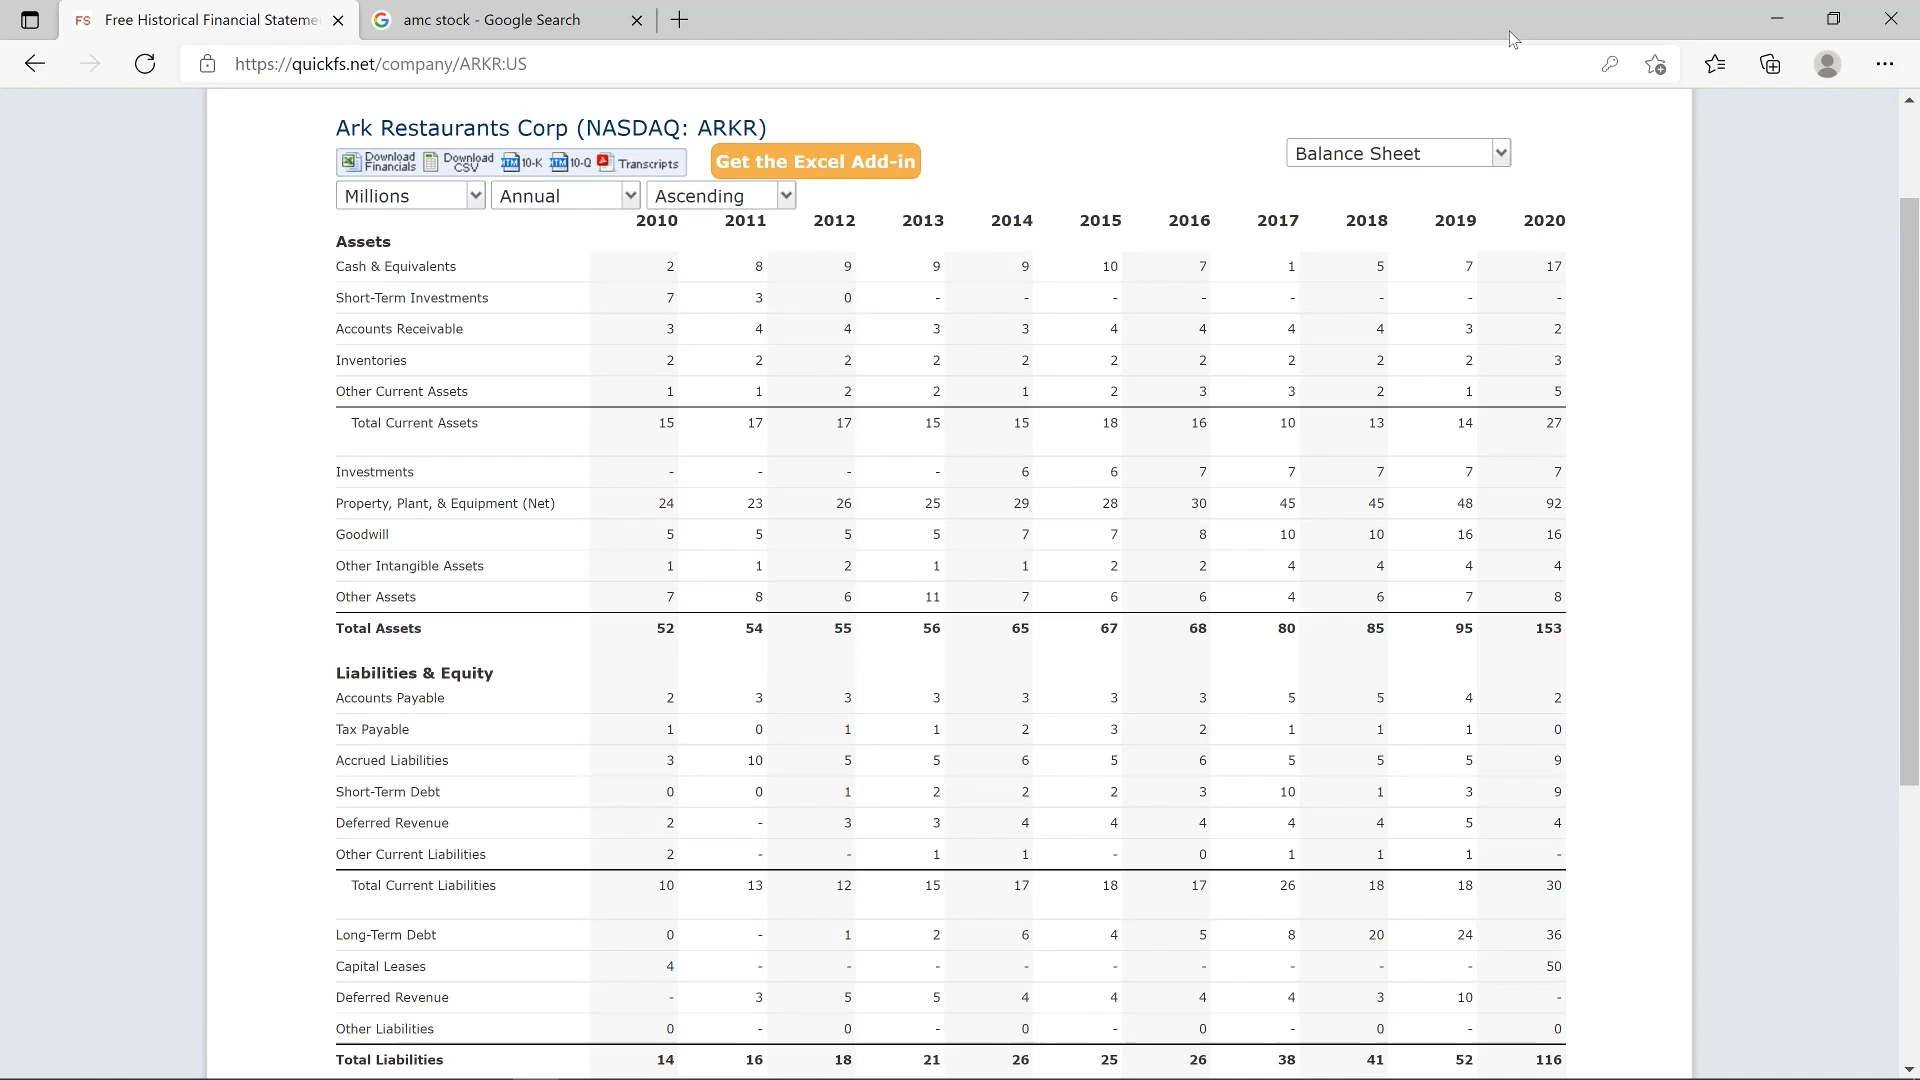 Free Historical Financial Stateme
amc stock - Google Search
https://quickfs.net/company/ARKR:US
Ark Restaurants Corp (NASDAQ: ARKR)
Download Financials Download CSV 10-K 10-Q Transcripts
Get the Excel Add-in
Balance Sheet
Millions Annual Ascending
2010 2011 2012 2013 2014 2015 2016 2017 2018 2019 2020
Assets
Cash & Equivalents 2 8 9 9 9 10 7 1 5 7 17
Short-Term Investments 7 3 0 - - - - - - - -
Accounts Receivable 3 4 4 3 3 4 4 4 4 3 2
Inventories 2 2 2 2 2 2 2 2 2 2 3
Other Current Assets 1 1 2 2 1 2 3 3 2 1 5
Total Current Assets 15 17 17 15 15 18 16 10 13 14 27
Investments - - - - 6 6 7 7 7 7 7
Property, Plant, & Equipment (Net) 24 23 26 25 29 28 30 45 45 48 92
Goodwill 5 5 5 5 7 7 8 10 10 16 16
Other Intangible Assets 1 1 2 1 1 2 2 4 4 4 4
Other Assets 7 8 6 11 7 6 6 4 6 7 8
Total Assets 52 54 55 56 65 67 68 80 85 95 153
Liabilities & Equity
Accounts Payable 2 3 3 3 3 3 3 5 5 4 2
Tax Payable 1 0 1 1 2 3 2 1 1 1 0
Accrued Liabilities 3 10 5 5 6 5 6 5 5 5 9
Short-Term Debt 0 0 1 2 2 2 3 10 1 3 9
Deferred Revenue 2 - 3 3 4 4 4 4 4 5 4
Other Current Liabilities 2 - - 1 1 - 0 1 1 1 -
Total Current Liabilities 10 13 12 15 17 18 17 26 18 18 30
Long-Term Debt 0 - 1 2 6 4 5 8 20 24 36
Capital Leases 4 - - - - - - - - - 50
Deferred Revenue - 3 5 5 4 4 4 4 3 10 -
Other Liabilities 0 - 0 - 0 - 0 - 0 - 0
Total Liabilities 14 16 18 21 26 25 26 38 41 52 116